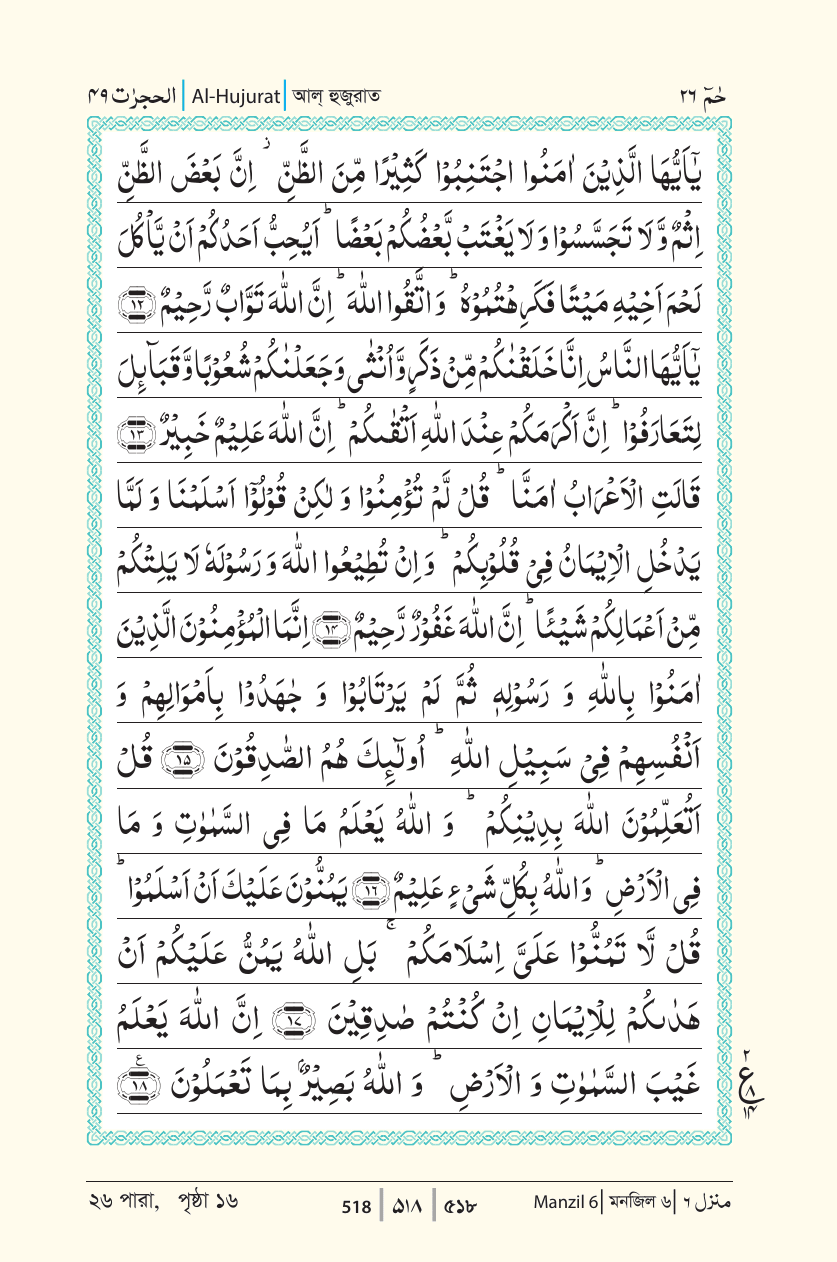 الحجرٰت ٤٩ | Al-Hujurat | আল্ হুজুরাত
حٰمٓ ٢٦
يٰۤاَيُّهَا الَّذِيْنَ اٰمَنُوا اجْتَنِبُوْا كَثِيْرًا مِّنَ الظَّنِّ ؗ اِنَّ بَعْضَ الظَّنِّ
اِثْمٌ وَّ لَا تَجَسَّسُوْا وَ لَا يَغْتَبْ بَّعْضُكُمْ بَعْضًا ؕ اَيُحِبُّ اَحَدُكُمْ اَنْ يَّاْكُلَ
لَحْمَ اَخِيْهِ مَيْتًا فَكَرِهْتُمُوْهُ ؕ وَ اتَّقُوا اللّٰهَ ؕ اِنَّ اللّٰهَ تَوَّابٌ رَّحِيْمٌ ﴿١٢﴾
يٰۤاَيُّهَا النَّاسُ اِنَّا خَلَقْنٰكُمْ مِّنْ ذَكَرٍ وَّ اُنْثٰى وَ جَعَلْنٰكُمْ شُعُوْبًا وَّ قَبَآىِٕلَ
لِتَعَارَفُوْا ؕ اِنَّ اَكْرَمَكُمْ عِنْدَ اللّٰهِ اَتْقٰىكُمْ ؕ اِنَّ اللّٰهَ عَلِيْمٌ خَبِيْرٌ ﴿١٣﴾
قَالَتِ الْاَعْرَابُ اٰمَنَّا ؕ قُلْ لَّمْ تُؤْمِنُوْا وَ لٰكِنْ قُوْلُوْۤا اَسْلَمْنَا وَ لَمَّا
يَدْخُلِ الْاِيْمَانُ فِيْ قُلُوْبِكُمْ ؕ وَ اِنْ تُطِيْعُوا اللّٰهَ وَ رَسُوْلَهٗ لَا يَلِتْكُمْ
مِّنْ اَعْمَالِكُمْ شَيْـًٔا ؕ اِنَّ اللّٰهَ غَفُوْرٌ رَّحِيْمٌ ﴿١٤﴾ اِنَّمَا الْمُؤْمِنُوْنَ الَّذِيْنَ
اٰمَنُوْا بِاللّٰهِ وَ رَسُوْلِهٖ ثُمَّ لَمْ يَرْتَابُوْا وَ جٰهَدُوْا بِاَمْوَالِهِمْ وَ
اَنْفُسِهِمْ فِيْ سَبِيْلِ اللّٰهِ ؕ اُولٰٓىِٕكَ هُمُ الصّٰدِقُوْنَ ﴿١٥﴾ قُلْ
اَتُعَلِّمُوْنَ اللّٰهَ بِدِيْنِكُمْ ؕ وَ اللّٰهُ يَعْلَمُ مَا فِي السَّمٰوٰتِ وَ مَا
فِي الْاَرْضِ ؕ وَ اللّٰهُ بِكُلِّ شَيْءٍ عَلِيْمٌ ﴿١٦﴾ يَمُنُّوْنَ عَلَيْكَ اَنْ اَسْلَمُوْا ؕ
قُلْ لَّا تَمُنُّوْا عَلَيَّ اِسْلَامَكُمْ ۚ بَلِ اللّٰهُ يَمُنُّ عَلَيْكُمْ اَنْ
هَدٰىكُمْ لِلْاِيْمَانِ اِنْ كُنْتُمْ صٰدِقِيْنَ ﴿١٧﴾ اِنَّ اللّٰهَ يَعْلَمُ
غَيْبَ السَّمٰوٰتِ وَ الْاَرْضِ ؕ وَ اللّٰهُ بَصِيْرٌۢ بِمَا تَعْمَلُوْنَ ﴿١٨﴾ ع
٢ ع ٨ ١٤
২৬ পারা, পৃষ্ঠা ১৬
518 | ٥١٨ | ৫১৮
Manzil 6 | মনজিল ৬ | منزل ٦